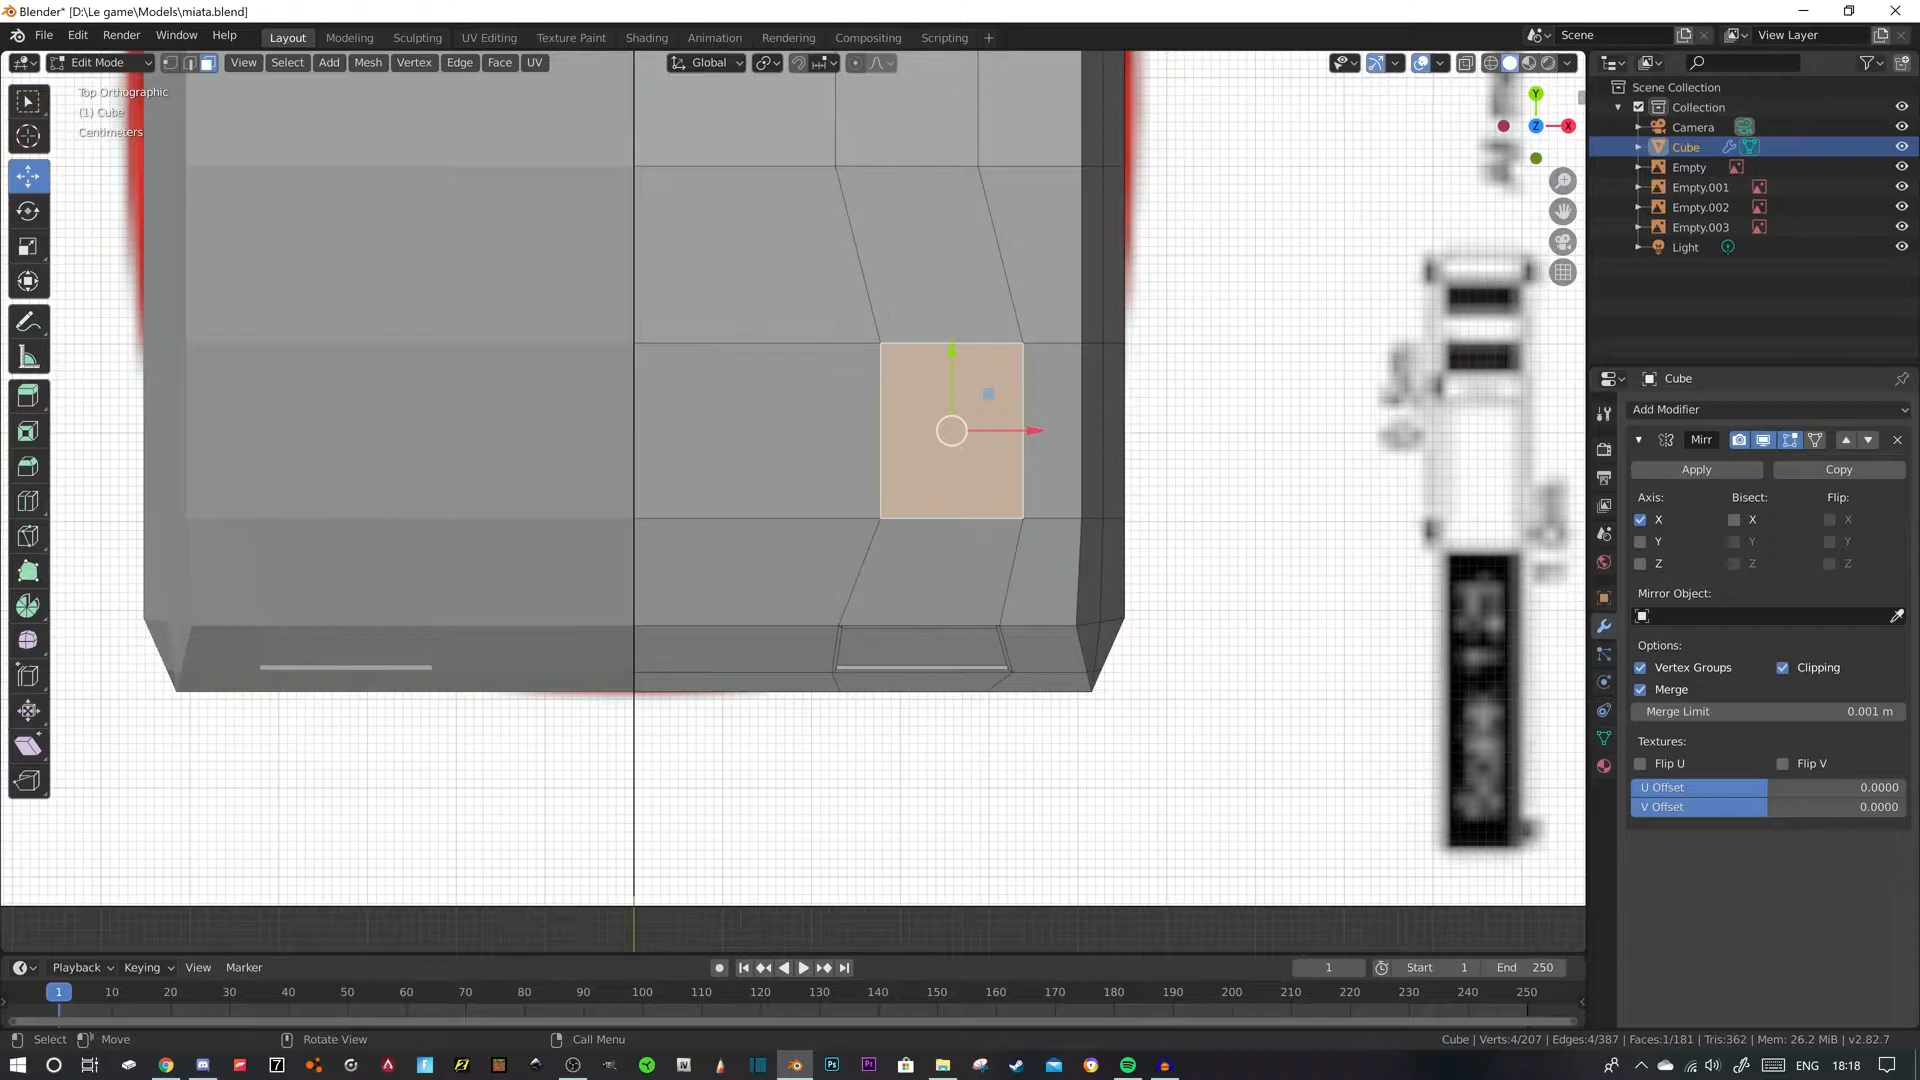 Blender* [D:\Le game\Models\miata.blend]
File Edit Render Window Help Layout Modeling Sculpting UV Editing Texture Paint Shading Animation Rendering Compositing Scripting Scene View Layer
Edit Mode View Select Add Mesh Vertex Edge Face UV Global
Top Orthographic
(1) Cube
Centimeters
Y
Z
X
Scene Collection
Collection
Camera
Cube
Empty
Empty.001
Empty.002
Empty.003
Light
Cube
Add Modifier
Mirr
Apply Copy
Axis: Bisect: Flip:
X X X
Y Y Y
Z Z Z
Mirror Object:
Options:
Vertex Groups Clipping
Merge
Merge Limit 0.001 m
Textures:
Flip U Flip V
U Offset 0.0000
V Offset 0.0000
Playback Keying View Marker 1 Start 1 End 250
1 10 20 30 40 50 60 70 80 90 100 110 120 130 140 150 160 170 180 190 200 210 220 230 240 250
Select Move Rotate View Call Menu Cube | Verts:4/207 | Edges:4/387 | Faces:1/181 | Tris:362 | Mem: 26.2 MiB | v2.82.7
7 IV Ps Pr ENG 18:18